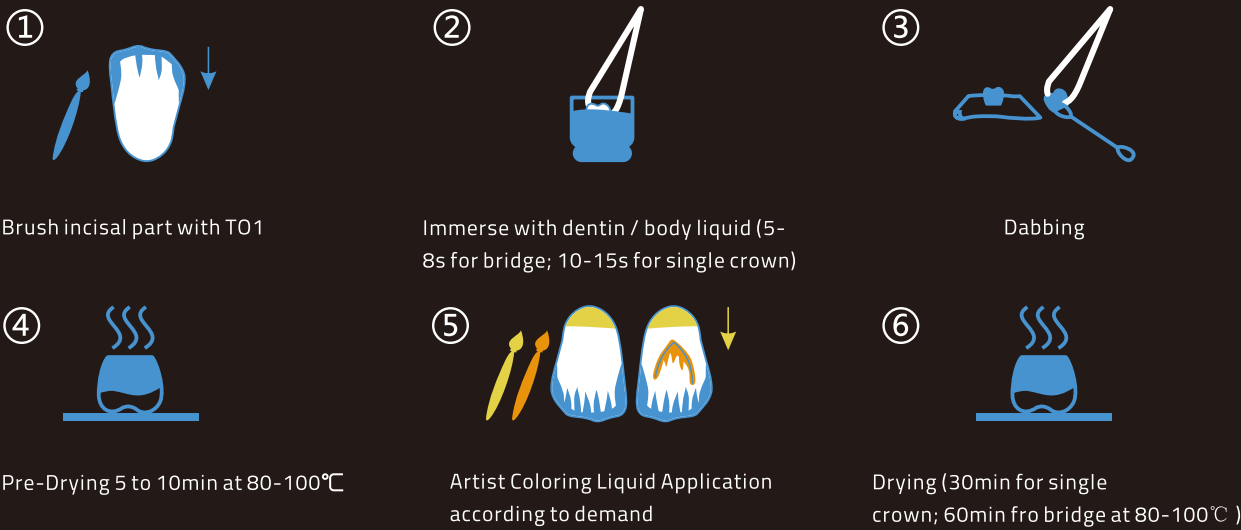 ①
Brush incisal part with TO1
②
Immerse with dentin / body liquid (5-
8s for bridge; 10-15s for single crown)
③
Dabbing
④
Pre-Drying 5 to 10min at 80-100℃
⑤
Artist Coloring Liquid Application
according to demand
⑥
Drying (30min for single
crown; 60min fro bridge at 80-100℃ )